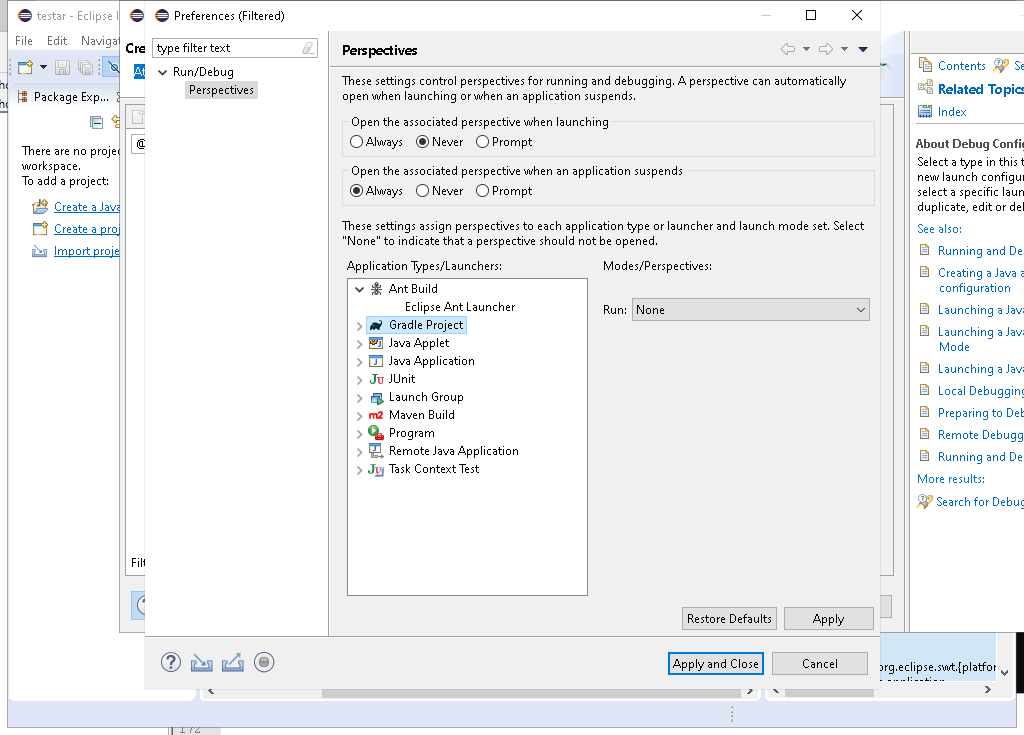 testar - Eclipse I
File Edit Navigat
Package Exp...
There are no projec
workspace.
To add a project:
Create a Java
Create a proj
Import proje
Cre
At
@
Filt
Preferences (Filtered)
type filter text
Run/Debug
Perspectives
Perspectives
These settings control perspectives for running and debugging. A perspective can automatically
open when launching or when an application suspends.
Open the associated perspective when launching
Always Never Prompt
Open the associated perspective when an application suspends
Always Never Prompt
These settings assign perspectives to each application type or launcher and launch mode set. Select
"None" to indicate that a perspective should not be opened.
Application Types/Launchers:
Modes/Perspectives:
Ant Build
Eclipse Ant Launcher
Gradle Project
Java Applet
Java Application
JUnit
Launch Group
m2 Maven Build
Program
Remote Java Application
Task Context Test
Run: None
Restore Defaults Apply
Apply and Close Cancel
Contents Se
Related Topics
Index
About Debug Config
Select a type in this t
new launch configur
select a specific laun
duplicate, edit or del
See also:
Running and De
Creating a Java a
configuration
Launching a Java
Launching a Java
Mode
Launching a Java
Local Debugging
Preparing to Deb
Remote Debugg
Running and De
More results:
Search for Debug
org.eclipse.swt.{platfor
172